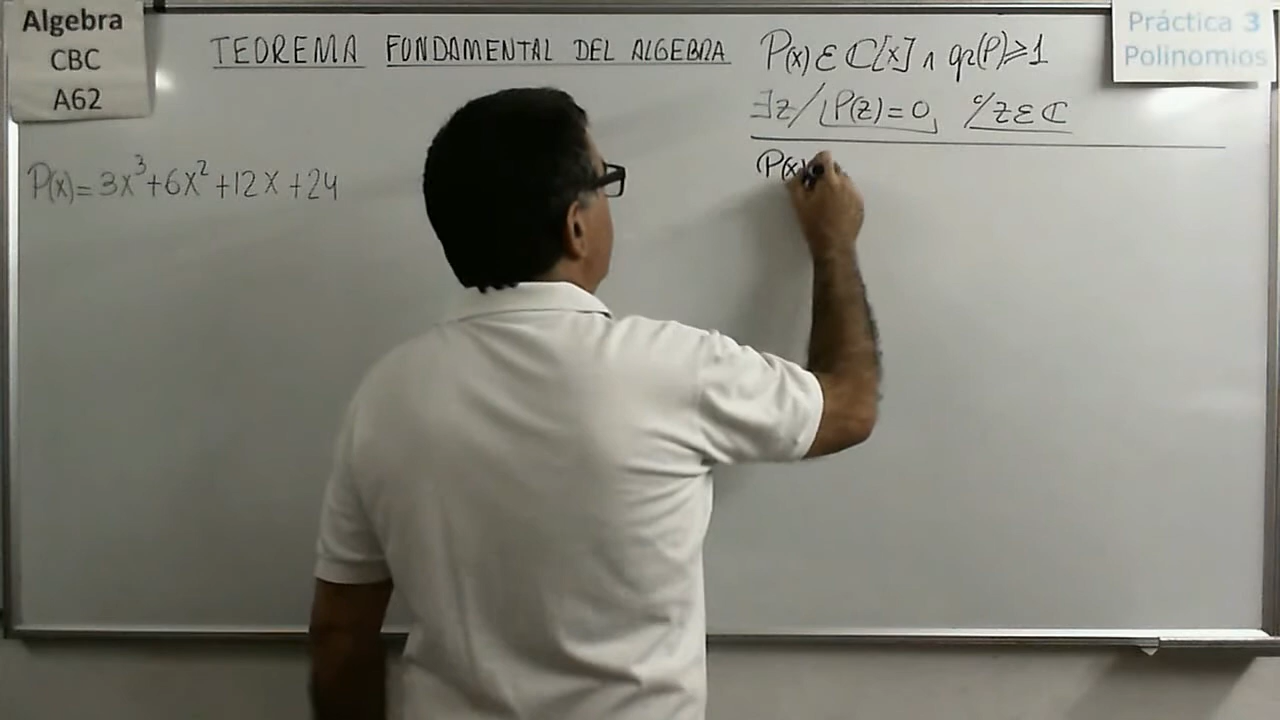 Algebra
CBC
A62
TEOREMA FUNDAMENTAL DEL ALGEBRA
P(x) ∈ ℂ[x] ∧ gr(P) ⩾ 1
∃z / P(z) = 0, c/ z ∈ ℂ
Práctica 3
Polinomios
P(x) = 3x³ + 6x² + 12x + 24
P(x)